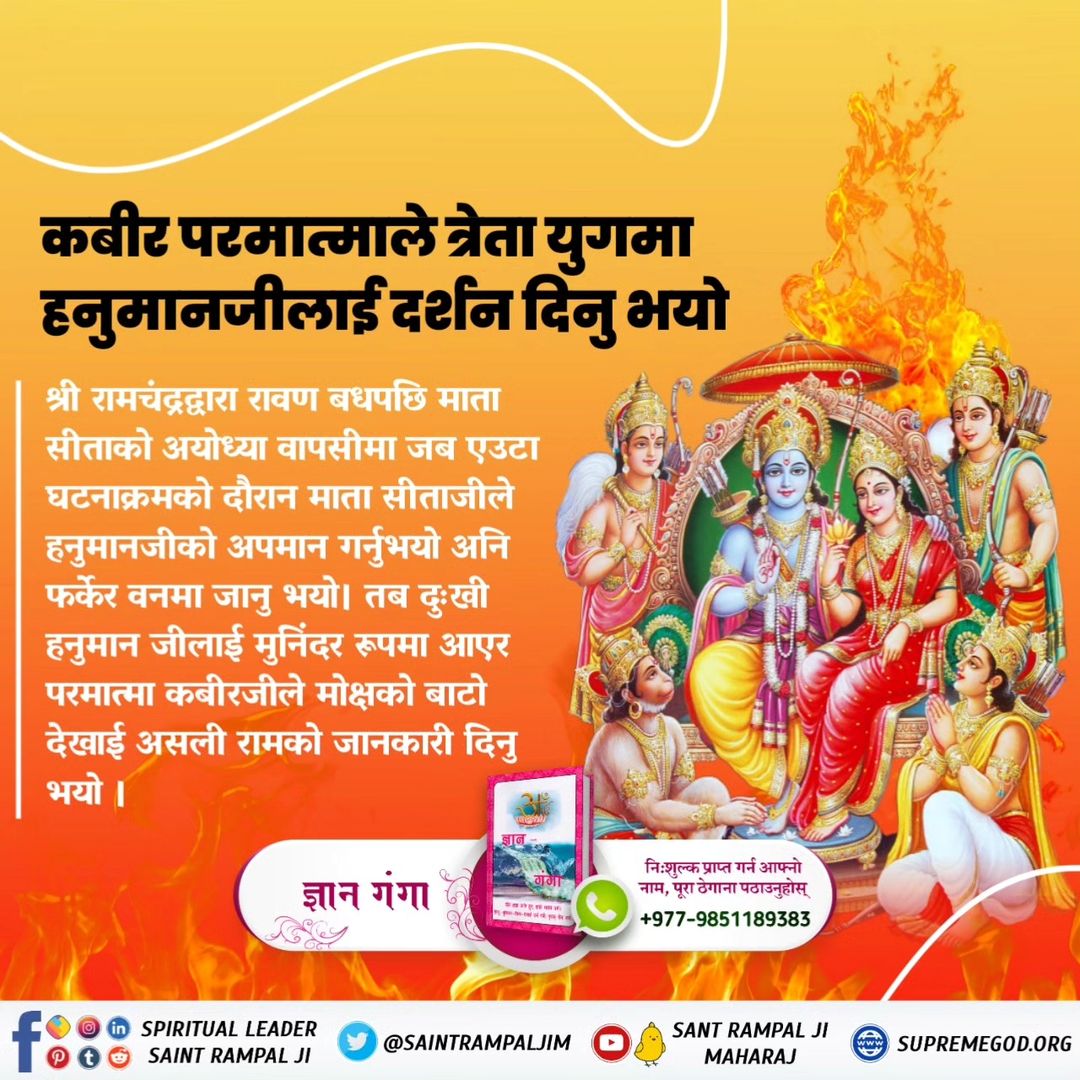 कबीर परमात्माले त्रेता युगमा
हनुमानजीलाई दर्शन दिनु भयो
श्री रामचंद्रद्वारा रावण बधपछि माता
सीताको अयोध्या वापसीमा जब एउटा
घटनाक्रमको दौरान माता सीताजीले
हनुमानजीको अपमान गर्नुभयो अनि
फर्केर वनमा जानु भयो। तब दुःखी
हनुमान जीलाई मुनिंदर रूपमा आएर
परमात्मा कबीरजीले मोक्षको बाटो
देखाई असली रामको जानकारी दिनु
भयो ।
ज्ञान गंगा
ज्ञान
गंगा
निःशुल्क प्राप्त गर्न आफ्नो
नाम, पूरा ठेगाना पठाउनुहोस्
+977-9851189383
SPIRITUAL LEADER
SAINT RAMPAL JI
@SAINTRAMPALJIM
SANT RAMPAL JI
MAHARAJ
SUPREMEGOD.ORG